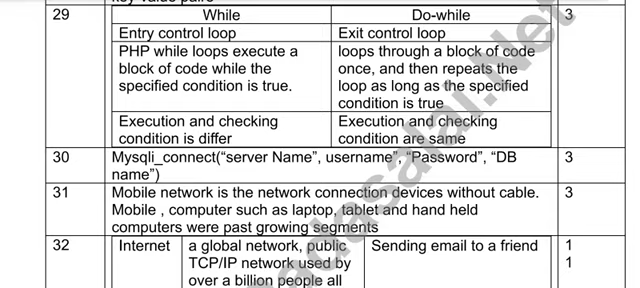 key value pairs
29 While Do-while 3
Entry control loop Exit control loop
PHP while loops execute a loops through a block of code
block of code while the once, and then repeats the
specified condition is true. loop as long as the specified
condition is true
Execution and checking Execution and checking
condition is differ condition are same
30 Mysqli_connect(“server Name”, username”, “Password”, “DB 3
name”)
31 Mobile network is the network connection devices without cable. 3
Mobile , computer such as laptop, tablet and hand held
computers were past growing segments
32 Internet a global network, public Sending email to a friend 1
TCP/IP network used by 1
over a billion people all
adasalai.Net